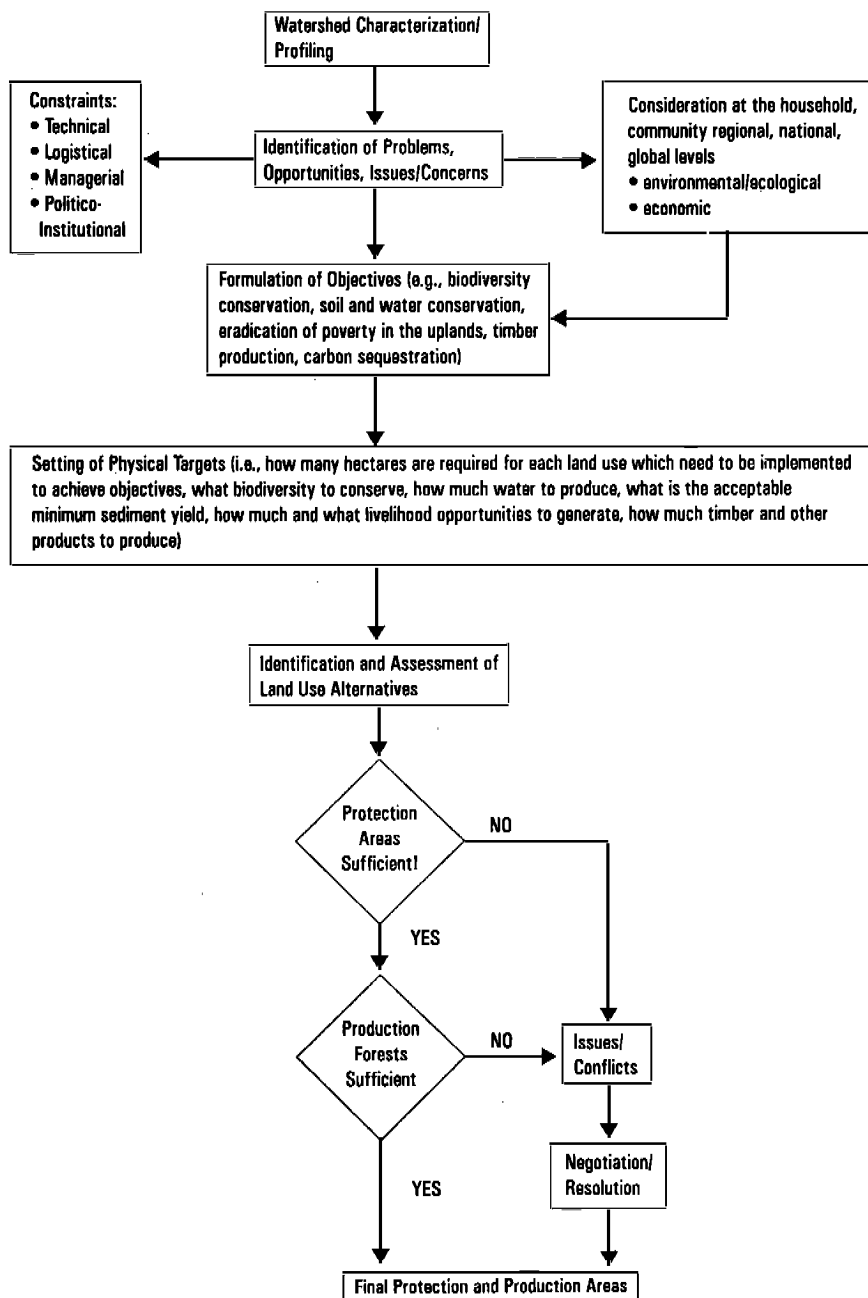 Watershed Characterization/
Profiling
Constraints:
• Technical
• Logistical
• Managerial
• Politico-
Institutional
Identification of Problems,
Opportunities, Issues/Concerns
Consideration at the household,
community regional, national,
global levels
• environmental/ecological
• economic
Formulation of Objectives (e.g., biodiversity
conservation, soil and water conservation,
eradication of poverty in the uplands, timber
production, carbon sequestration)
Setting of Physical Targets (i.e., how many hectares are required for each land use which need to be implemented
to achieve objectives, what biodiversity to conserve, how much water to produce, what is the acceptable
minimum sediment yield, how much and what livelihood opportunities to generate, how much timber and other
products to produce)
Identification and Assessment of
Land Use Alternatives
Protection
Areas
Sufficient!
NO
YES
Production
Forests
Sufficient
NO
Issues/
Conflicts
YES
Negotiation/
Resolution
Final Protection and Production Areas